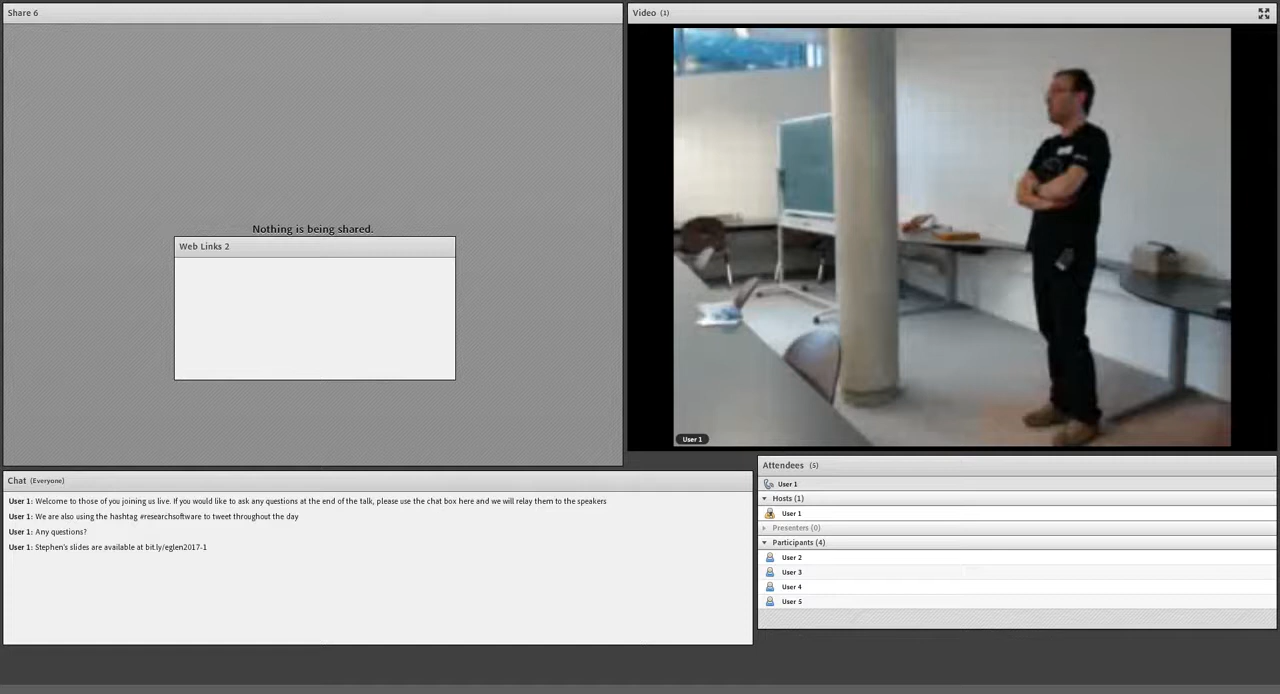 Share 6
Nothing is being shared.
Web Links 2
Video (1)
User 1
Chat (Everyone)
User 1: Welcome to those of you joining us live. If you would like to ask any questions at the end of the talk, please use the chat box here and we will relay them to the speakers
User 1: We are also using the hashtag #researchsoftware to tweet throughout the day
User 1: Any questions?
User 1: Stephen's slides are available at bit.ly/eglen2017-1
Attendees (5)
User 1
Hosts (1)
User 1
Presenters (0)
Participants (4)
User 2
User 3
User 4
User 5